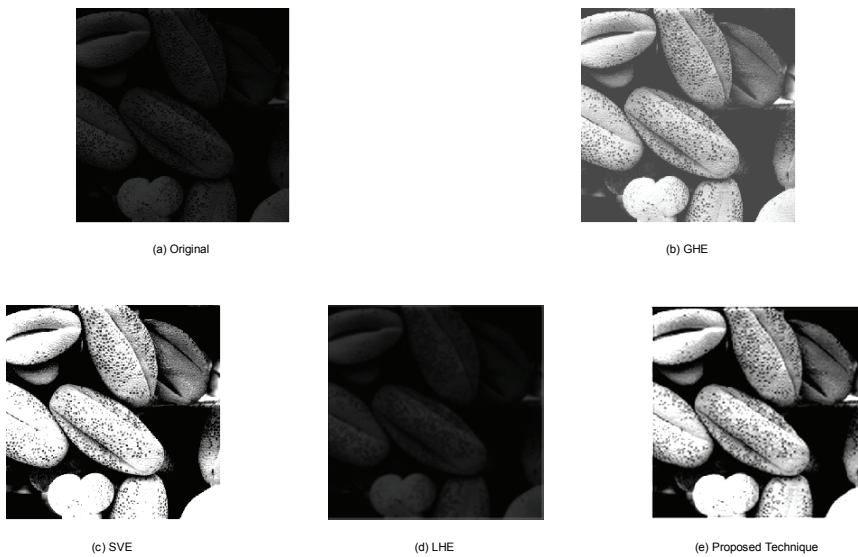 (a) Original
(b) GHE
(c) SVE
(d) LHE
(e) Proposed Technique